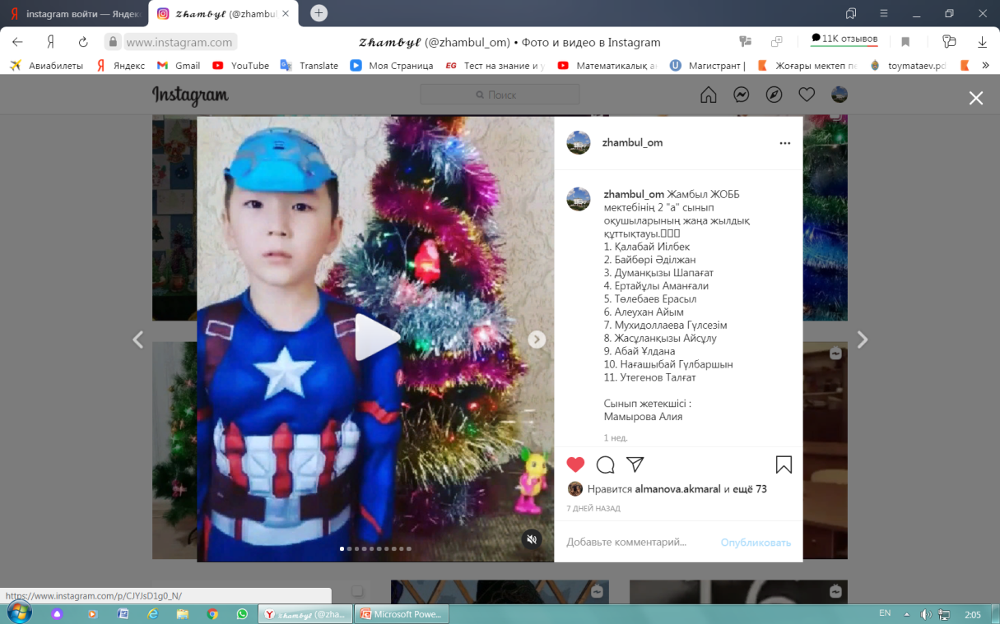 instagram войти — Яндекс
𝓩𝓱𝓪𝓶𝓫𝔂𝓵 (@zhambul
www.instagram.com
𝓩𝓱𝓪𝓶𝓫𝔂𝓵 (@zhambul_om) • Фото и видео в Instagram
11K отзывов
Авиабилеты Яндекс Gmail YouTube Translate Моя Страница EG Тест на знание и у Математикалық а Магистрант | Жоғары мектеп пе toymataev.pd
Instagram
Поиск
zhambul_om
zhambul_om Жамбыл ЖОББ
мектебінің 2 "а" сынып
оқушыларының жаңа жылдық
құттықтауы.
1. Қалабай Иілбек
2. Байбөрі Әділжан
3. Думанқызы Шапағат
4. Ертайұлы Аманғали
5. Төлебаев Ерасыл
6. Алеухан Айым
7. Мухидоллаева Гүлсезім
8. Жасұланқызы Айсұлу
9. Абай Ұлдана
10. Нағашыбай Гүлбаршын
11. Утегенов Талғат
Сынып жетекшісі :
Мамырова Алия
1 нед.
Нравится almanova.akmaral и ещё 73
7 ДНЕЙ НАЗАД
Добавьте комментарий... Опубликовать
https://www.instagram.com/p/CJYJsD1g0_N/
𝓩𝓱𝓪𝓶𝓫𝔂𝓵 (@zha...
Microsoft Powe...
EN
2:05